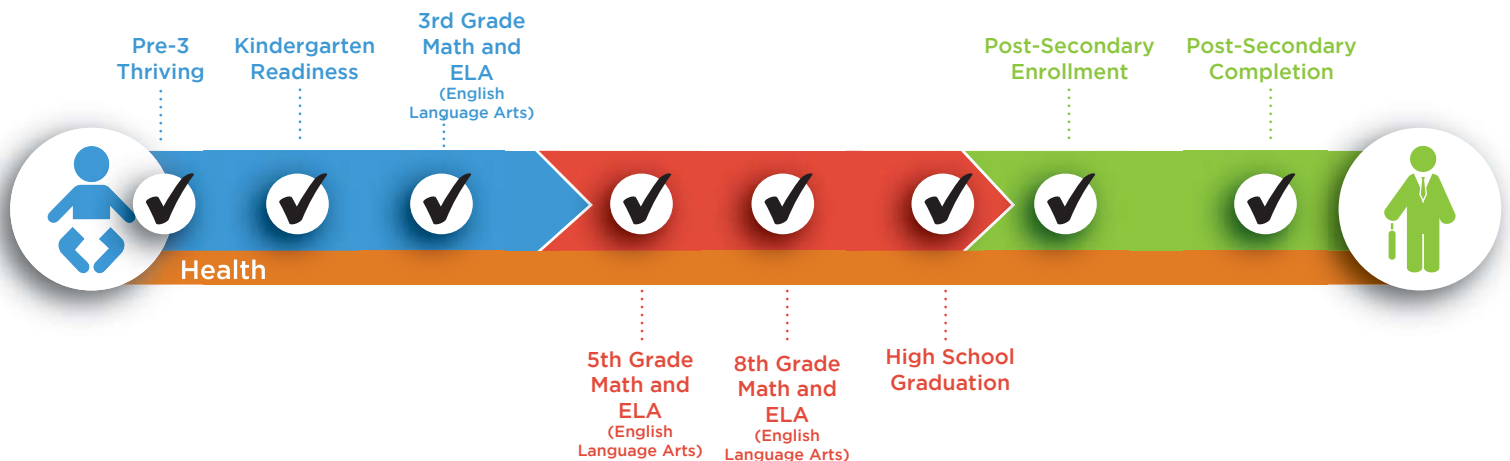 Pre-3
Thriving
Kindergarten
Readiness
3rd Grade
Math and
ELA
(English
Language Arts)
Post-Secondary
Enrollment
Post-Secondary
Completion
Health
5th Grade
Math and
ELA
(English
Language Arts)
8th Grade
Math and
ELA
(English
Language Arts)
High School
Graduation